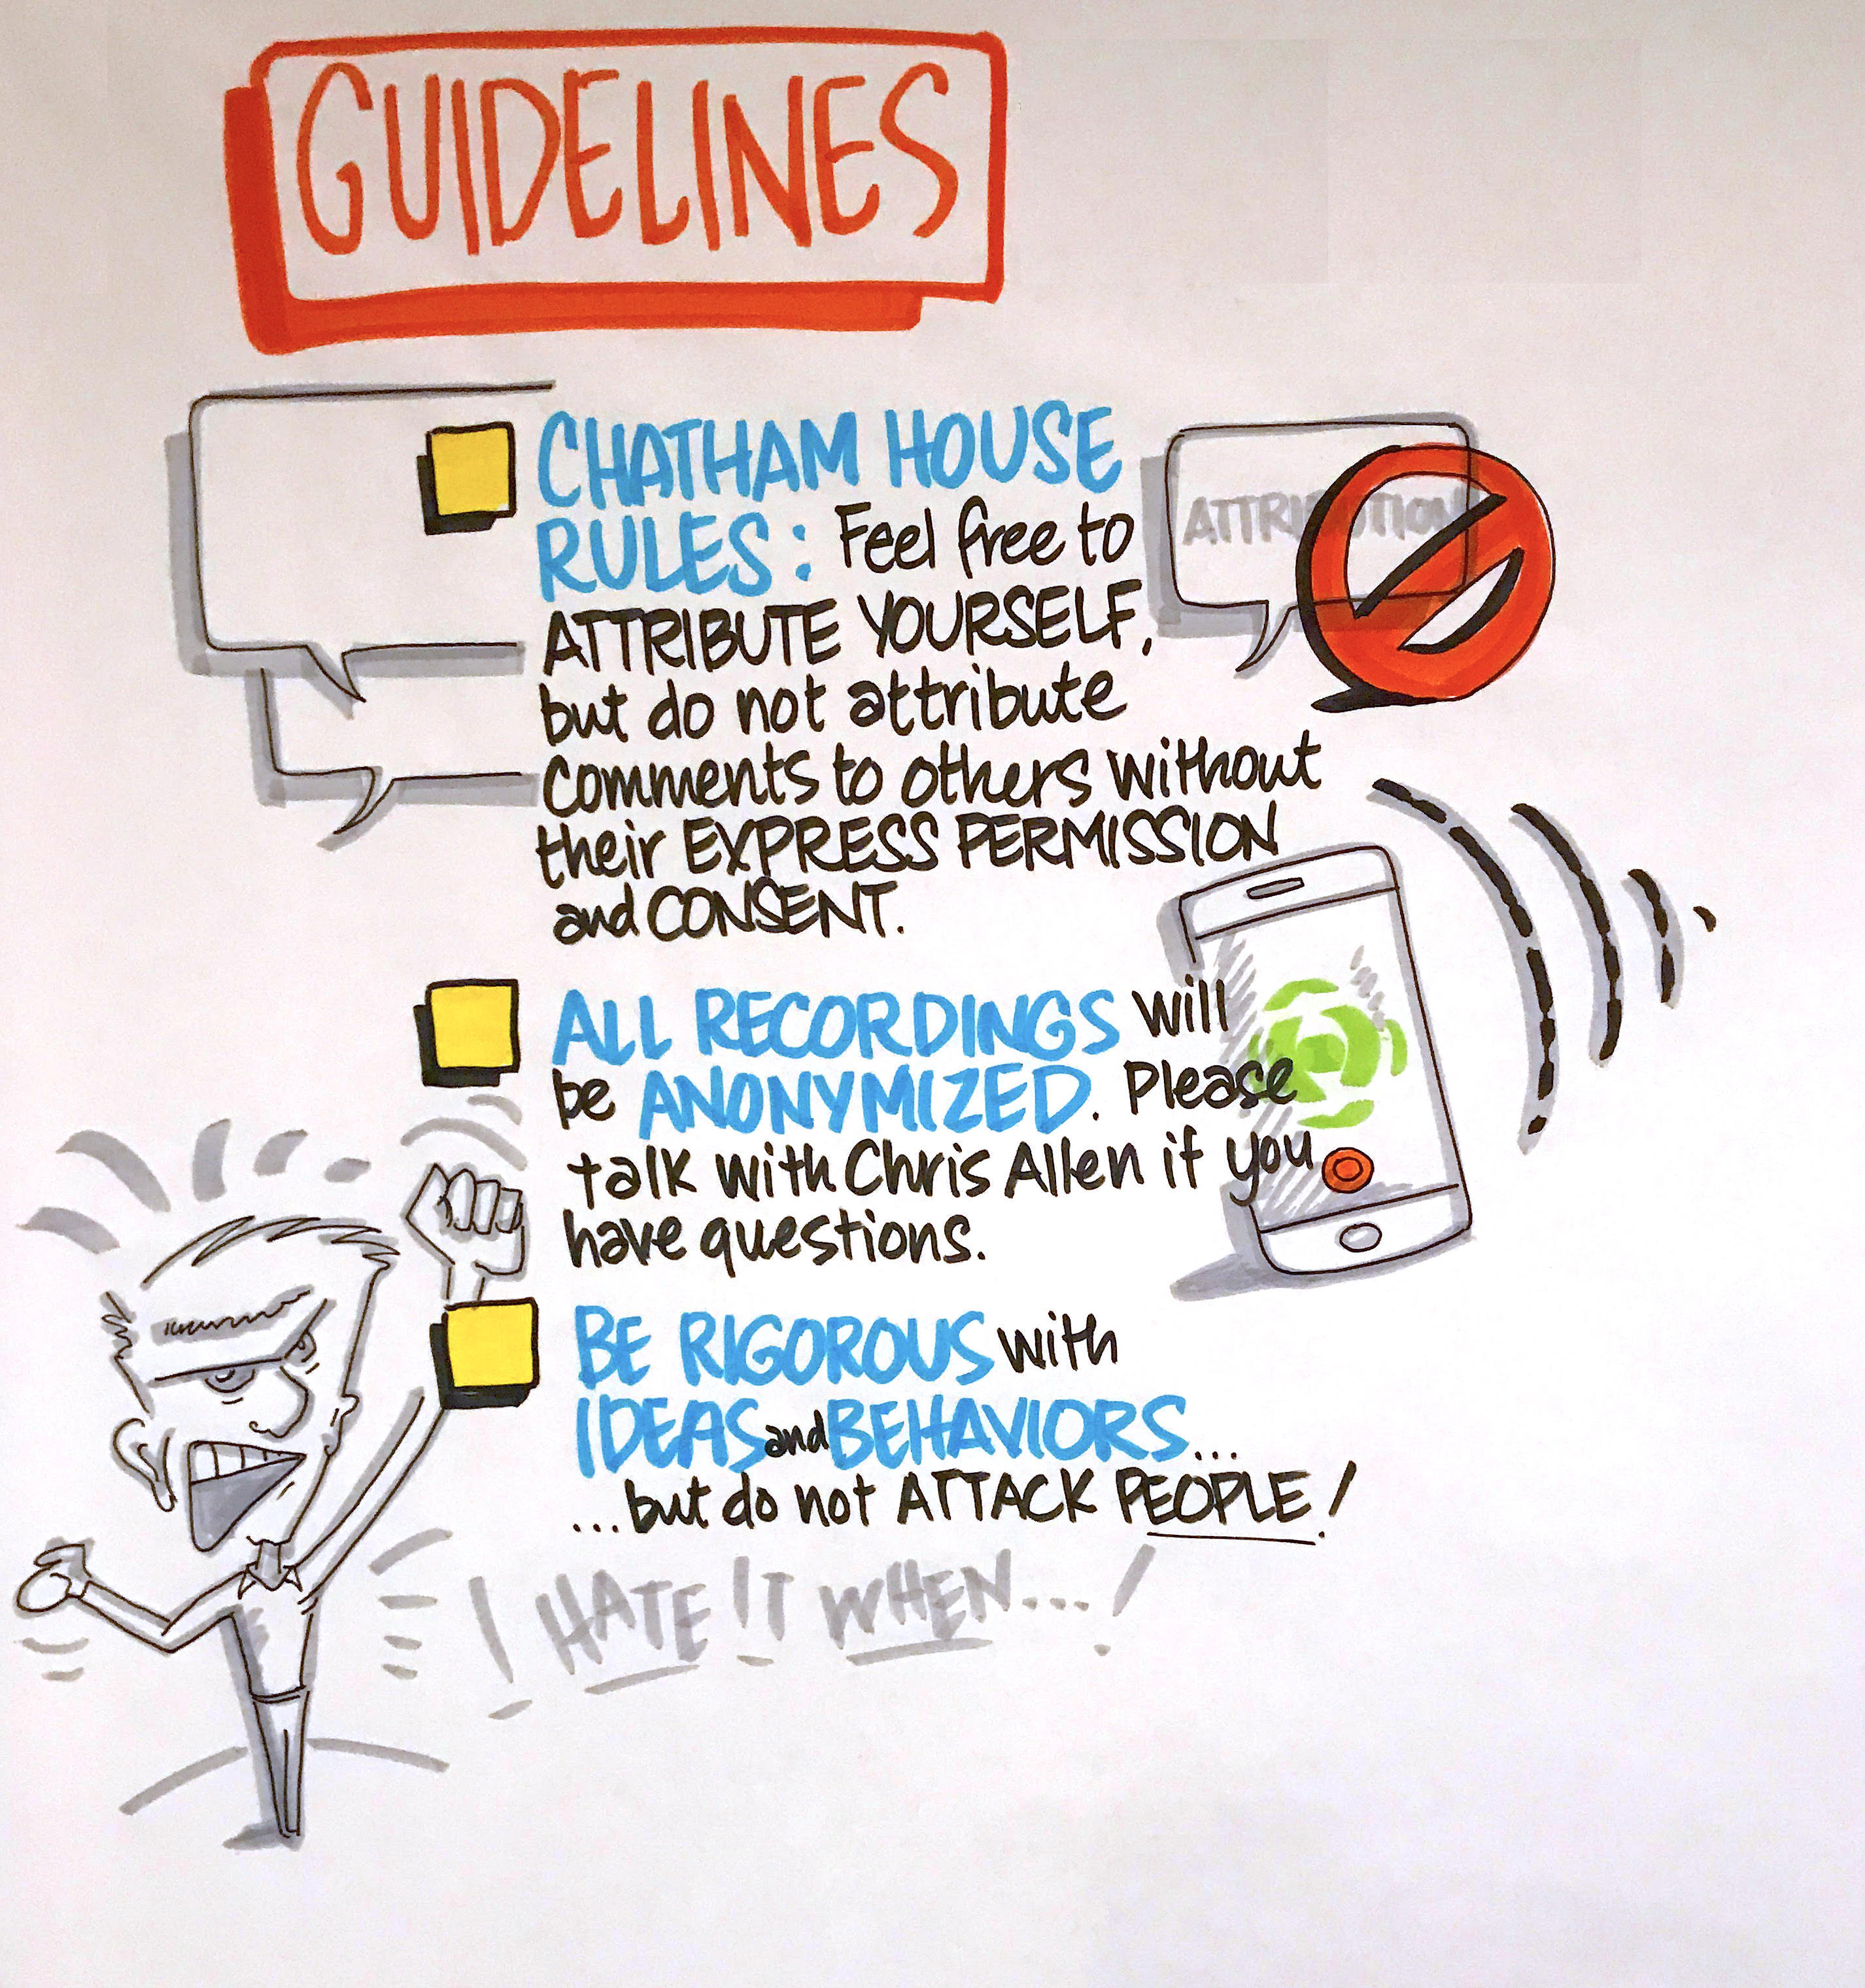 GUIDELINES
CHATHAM HOUSE
RULES: Feel free to
ATTRIBUTE YOURSELF,
but do not attribute
comments to others without
their EXPRESS PERMISSION
and CONSENT.
ATTRIBUTION
ALL RECORDINGS will
be ANONYMIZED. Please
talk with Chris Allen if you
have questions.
BE RIGOROUS with
IDEAS and BEHAVIORS...
...but do not ATTACK PEOPLE!
I HATE IT WHEN...!